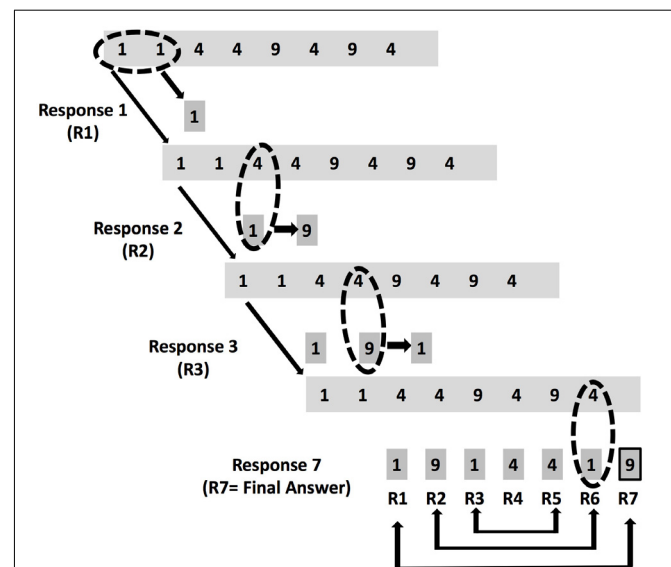 1 1 4 4 9 4 9 4
Response 1
(R1)
1
1 1 4 4 9 4 9 4
Response 2
(R2)
1 9
1 1 4 4 9 4 9 4
Response 3
(R3)
1 9 1
1 1 4 4 9 4 9 4
Response 7
(R7= Final Answer)
1 9 1 4 4 1 9
R1 R2 R3 R4 R5 R6 R7